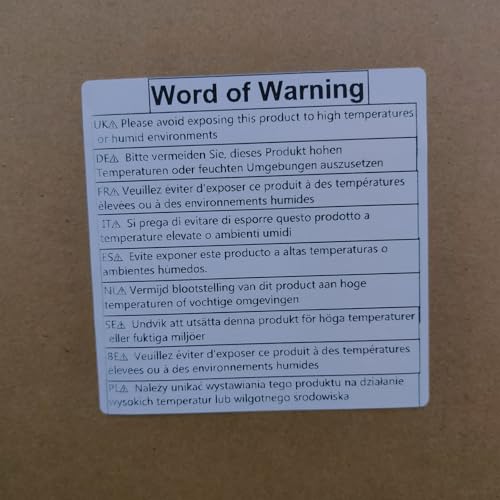 Word of Warning
UK⚠ Please avoid exposing this product to high temperatures
or humid environments
DE⚠ Bitte vermeiden Sie, dieses Produkt hohen
Temperaturen oder feuchten Umgebungen auszusetzen
FR⚠ Veuillez éviter d'exposer ce produit à des températures
élevées ou à des environnements humides
IT⚠ Si prega di evitare di esporre questo prodotto a
temperature elevate o ambienti umidi
ES⚠ Evite exponer este producto a altas temperaturas o
ambientes húmedos.
NL⚠ Vermijd blootstelling van dit product aan hoge
temperaturen of vochtige omgevingen
SE⚠ Undvik att utsätta denna produkt för höga temperaturer
eller fuktiga miljöer
BE⚠ Veuillez éviter d'exposer ce produit à des températures
élevées ou à des environnements humides
PL⚠ Należy unikać wystawiania tego produktu na działanie
wysokich temperatur lub wilgotnego środowiska